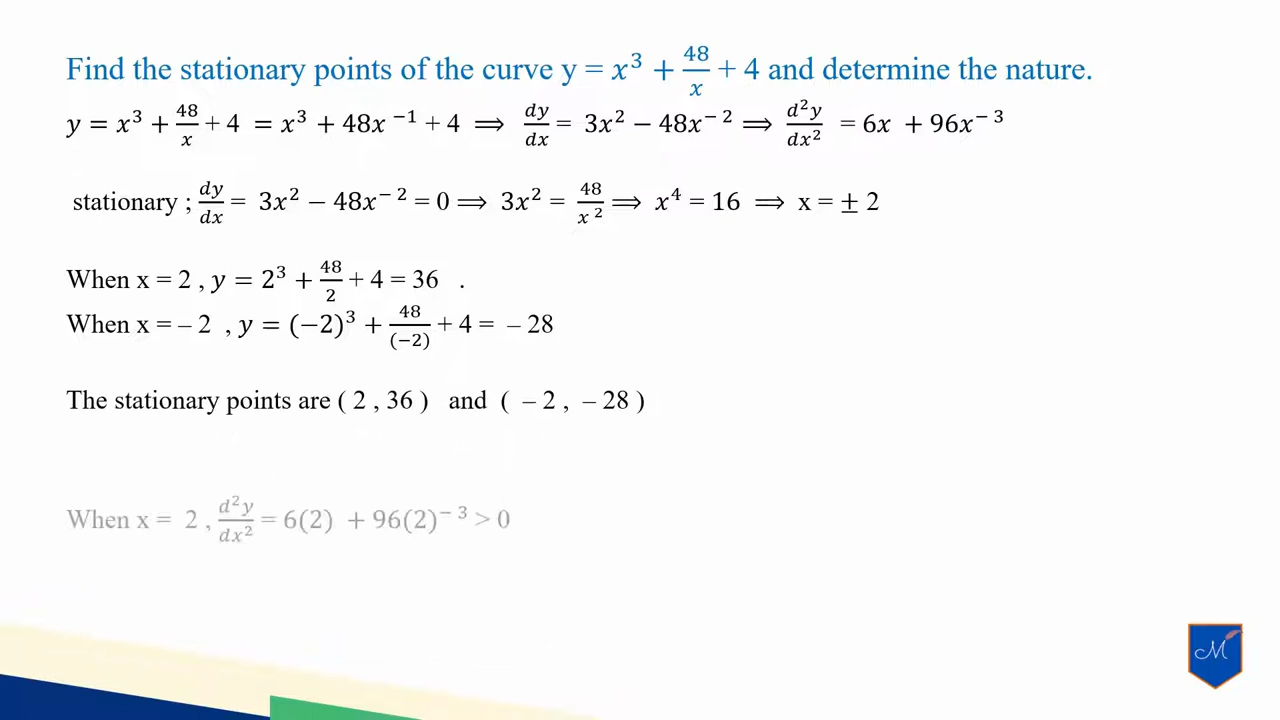 Find the stationary points of the curve y = x³ + 48/x + 4 and determine the nature.
y = x³ + 48/x + 4 = x³ + 48x⁻¹ + 4 ⟹ dy/dx = 3x² − 48x⁻² ⟹ d²y/dx² = 6x + 96x⁻³
stationary ; dy/dx = 3x² − 48x⁻² = 0 ⟹ 3x² = 48/x² ⟹ x⁴ = 16 ⟹ x = ± 2
When x = 2 , y = 2³ + 48/2 + 4 = 36 .
When x = – 2 , y = (−2)³ + 48/(−2) + 4 = – 28
The stationary points are ( 2 , 36 ) and ( – 2 , – 28 )
When x = 2 , d²y/dx² = 6(2) + 96(2)⁻³ > 0
M